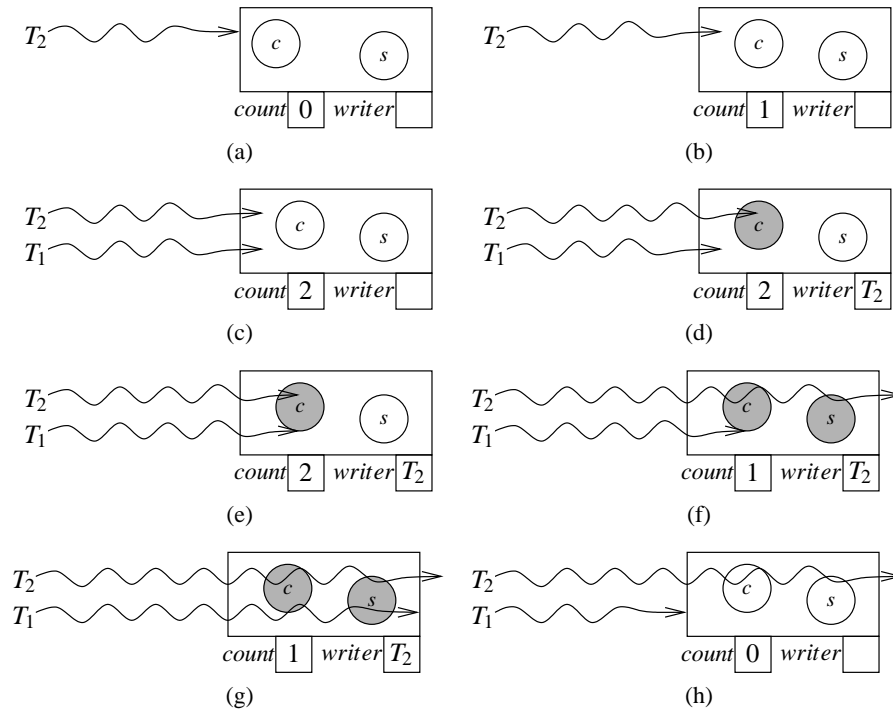 T2 c s
count 0 writer
(a)
T2 c s
count 1 writer
(b)
T2 c s
T1
count 2 writer
(c)
T2 c s
T1
count 2 writer T2
(d)
T2 c s
T1
count 2 writer T2
(e)
T2 c s
T1
count 1 writer T2
(f)
T2 c s
T1
count 1 writer T2
(g)
T2 c s
T1
count 0 writer
(h)